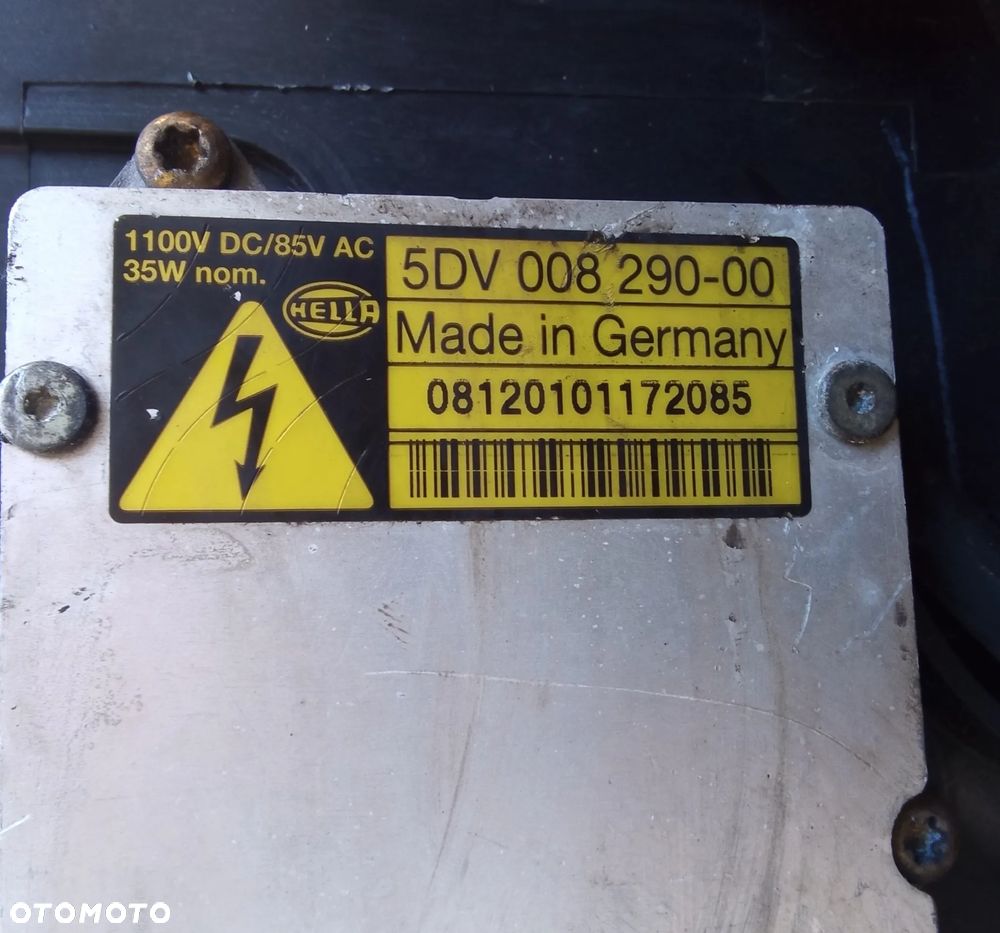 1100V DC/85V AC
35W nom.
HELLA
5DV 008 290-00
Made in Germany
08120101172085
OTOMOTO